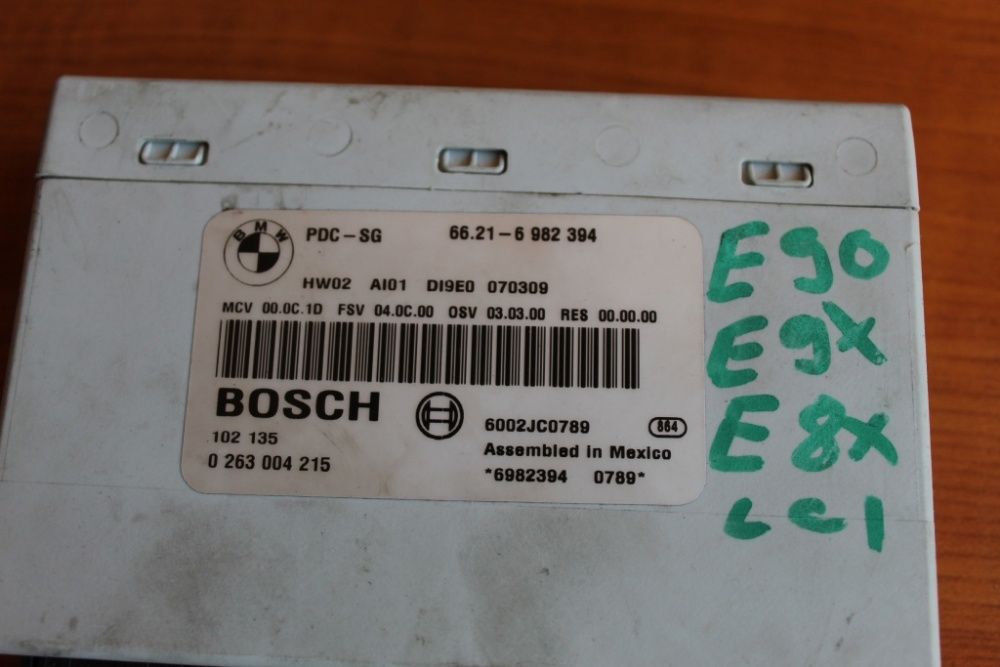 BMW
PDC-SG 66.21-6 982 394
HW02 AI01 DI9E0 070309
MCV 00.0C.1D FSV 04.0C.00 OSV 03.03.00 RES 00.00.00
BOSCH
102 135
0 263 004 215
6002JC0789 864
Assembled in Mexico
*6982394 0789*
E90
E9X
E8X
LCI